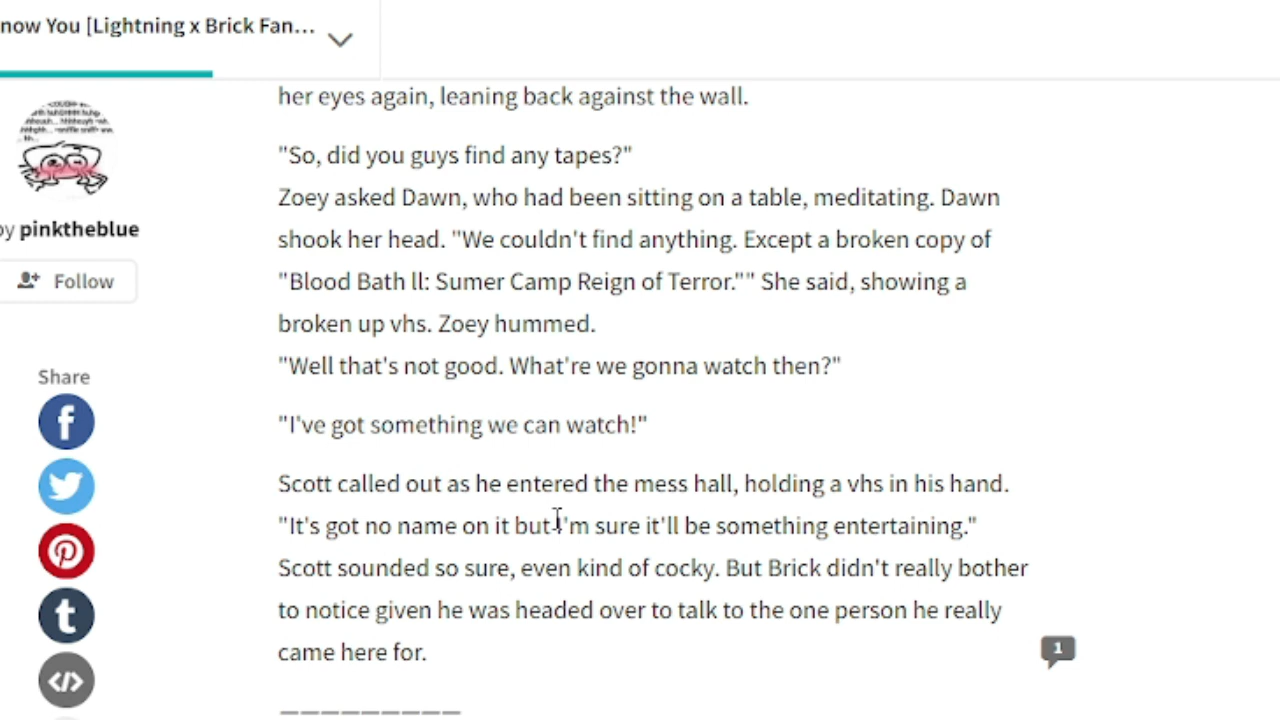 now You [Lightning x Brick Fan...
her eyes again, leaning back against the wall.
"So, did you guys find any tapes?"
Zoey asked Dawn, who had been sitting on a table, meditating. Dawn
shook her head. "We couldn't find anything. Except a broken copy of
"Blood Bath ll: Sumer Camp Reign of Terror."" She said, showing a
broken up vhs. Zoey hummed.
"Well that's not good. What're we gonna watch then?"
"I've got something we can watch!"
Scott called out as he entered the mess hall, holding a vhs in his hand.
"It's got no name on it but I'm sure it'll be something entertaining."
Scott sounded so sure, even kind of cocky. But Brick didn't really bother
to notice given he was headed over to talk to the one person he really
came here for.
1
by pinktheblue
Follow
Share